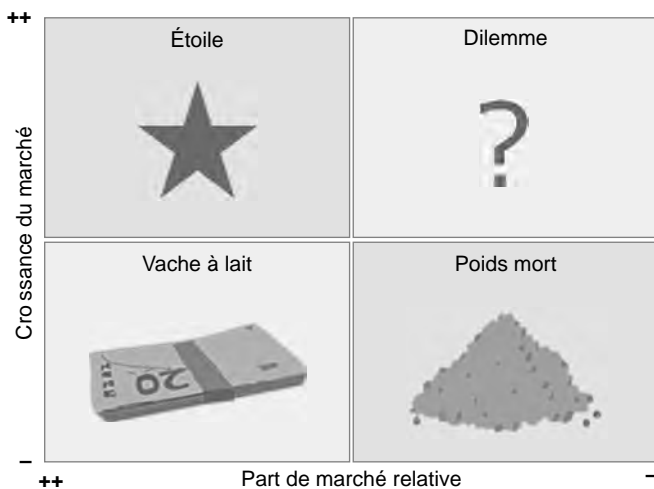 ++
Étoile
Dilemme
Cro ssance du marché
Vache à lait
Poids mort
20
–
++
Part de marché relative
–